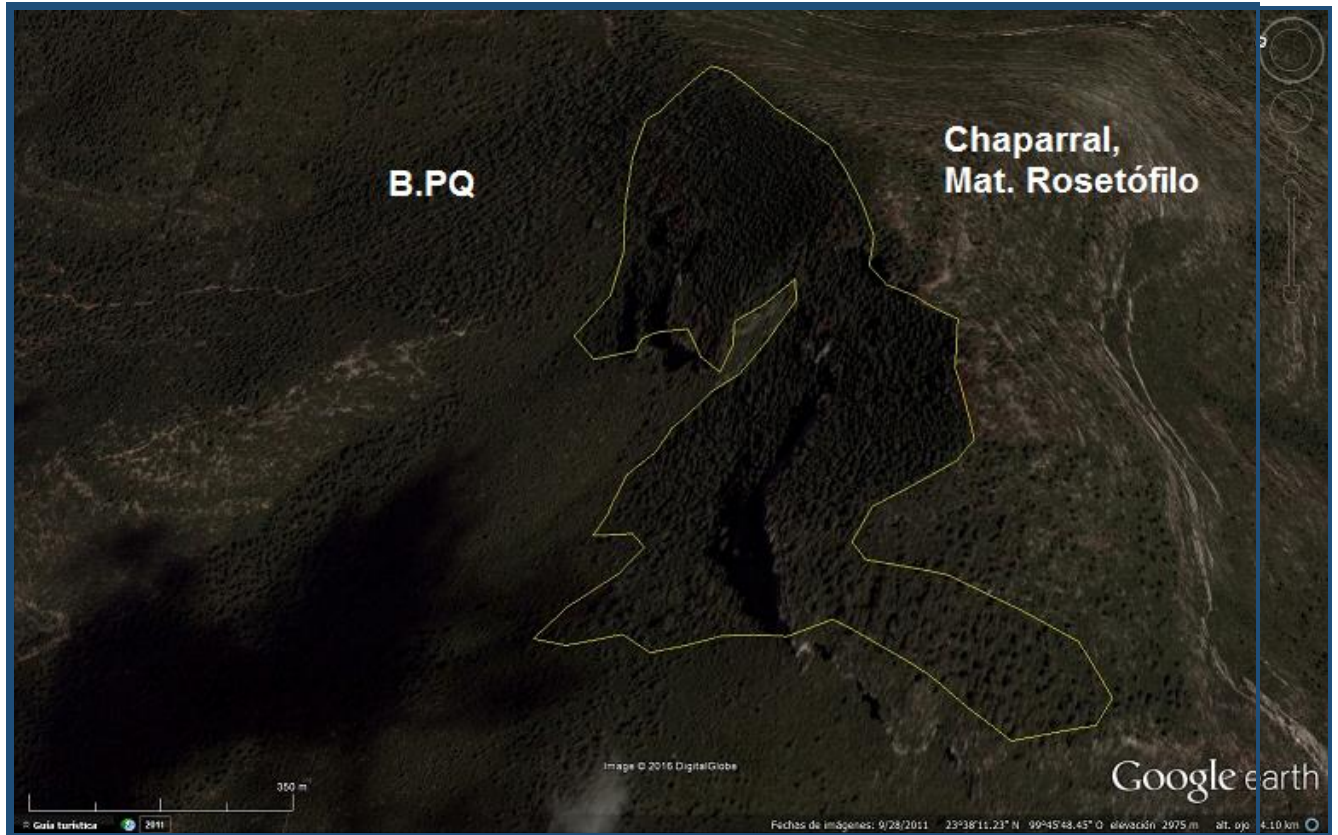 B.PQ
Chaparral,
Mat. Rosetófilo
350 m
Image © 2016 DigitalGlobe
Google earth
Guía turística
2011
Fechas de imágenes: 9/28/2011 23°38'11.23" N 99°45'48.45" O elevación 2975 m alt. ojo 4.10 km